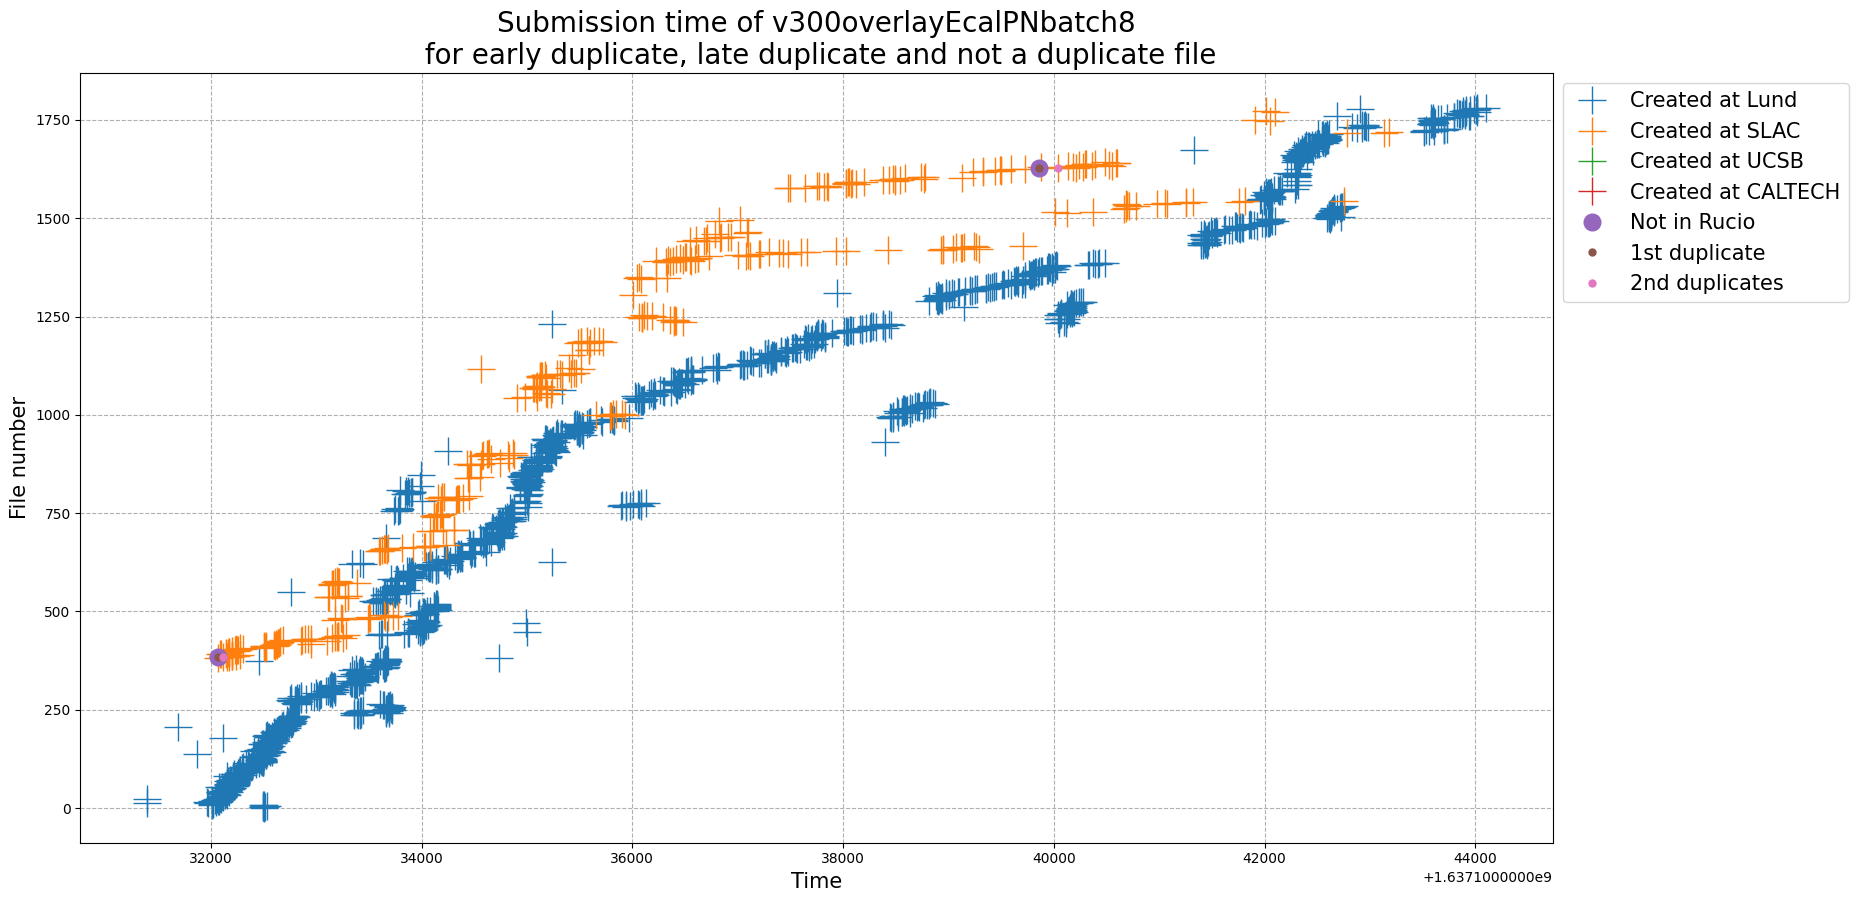 Submission time of v300overlayEcalPNbatch8
for early duplicate, late duplicate and not a duplicate file
File number
1750
1500
1250
1000
750
500
250
0
32000
34000
36000
38000
40000
42000
44000
Time
+1.6371000000e9
Created at Lund
Created at SLAC
Created at UCSB
Created at CALTECH
Not in Rucio
1st duplicate
2nd duplicates